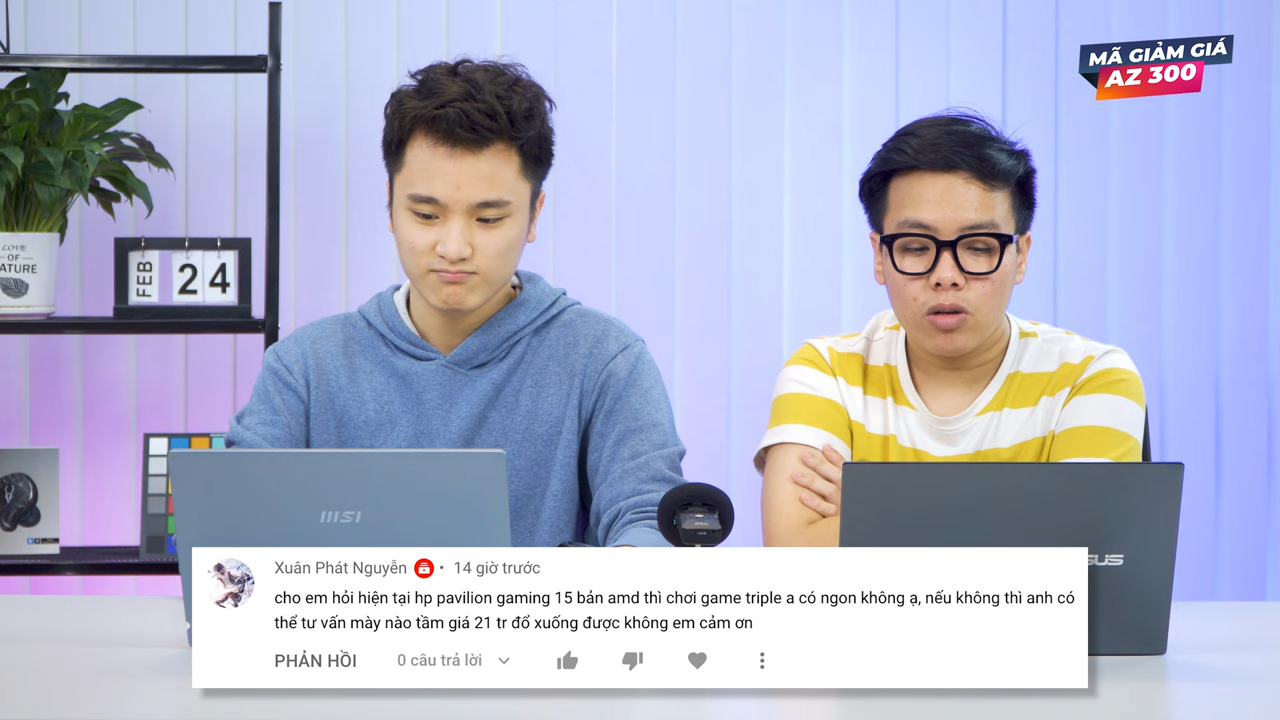 MÃ GIẢM GIÁ
AZ 300
LOVE
OF
NATURE
FEB
24
msi
ASUS
Xuân Phát Nguyễn • 14 giờ trước
cho em hỏi hiện tại hp pavilion gaming 15 bản amd thì chơi game triple a có ngon không ạ, nếu không thì anh có
thể tư vấn mày nào tầm giá 21 tr đổ xuống được không em cảm ơn
PHẢN HỒI 0 câu trả lời